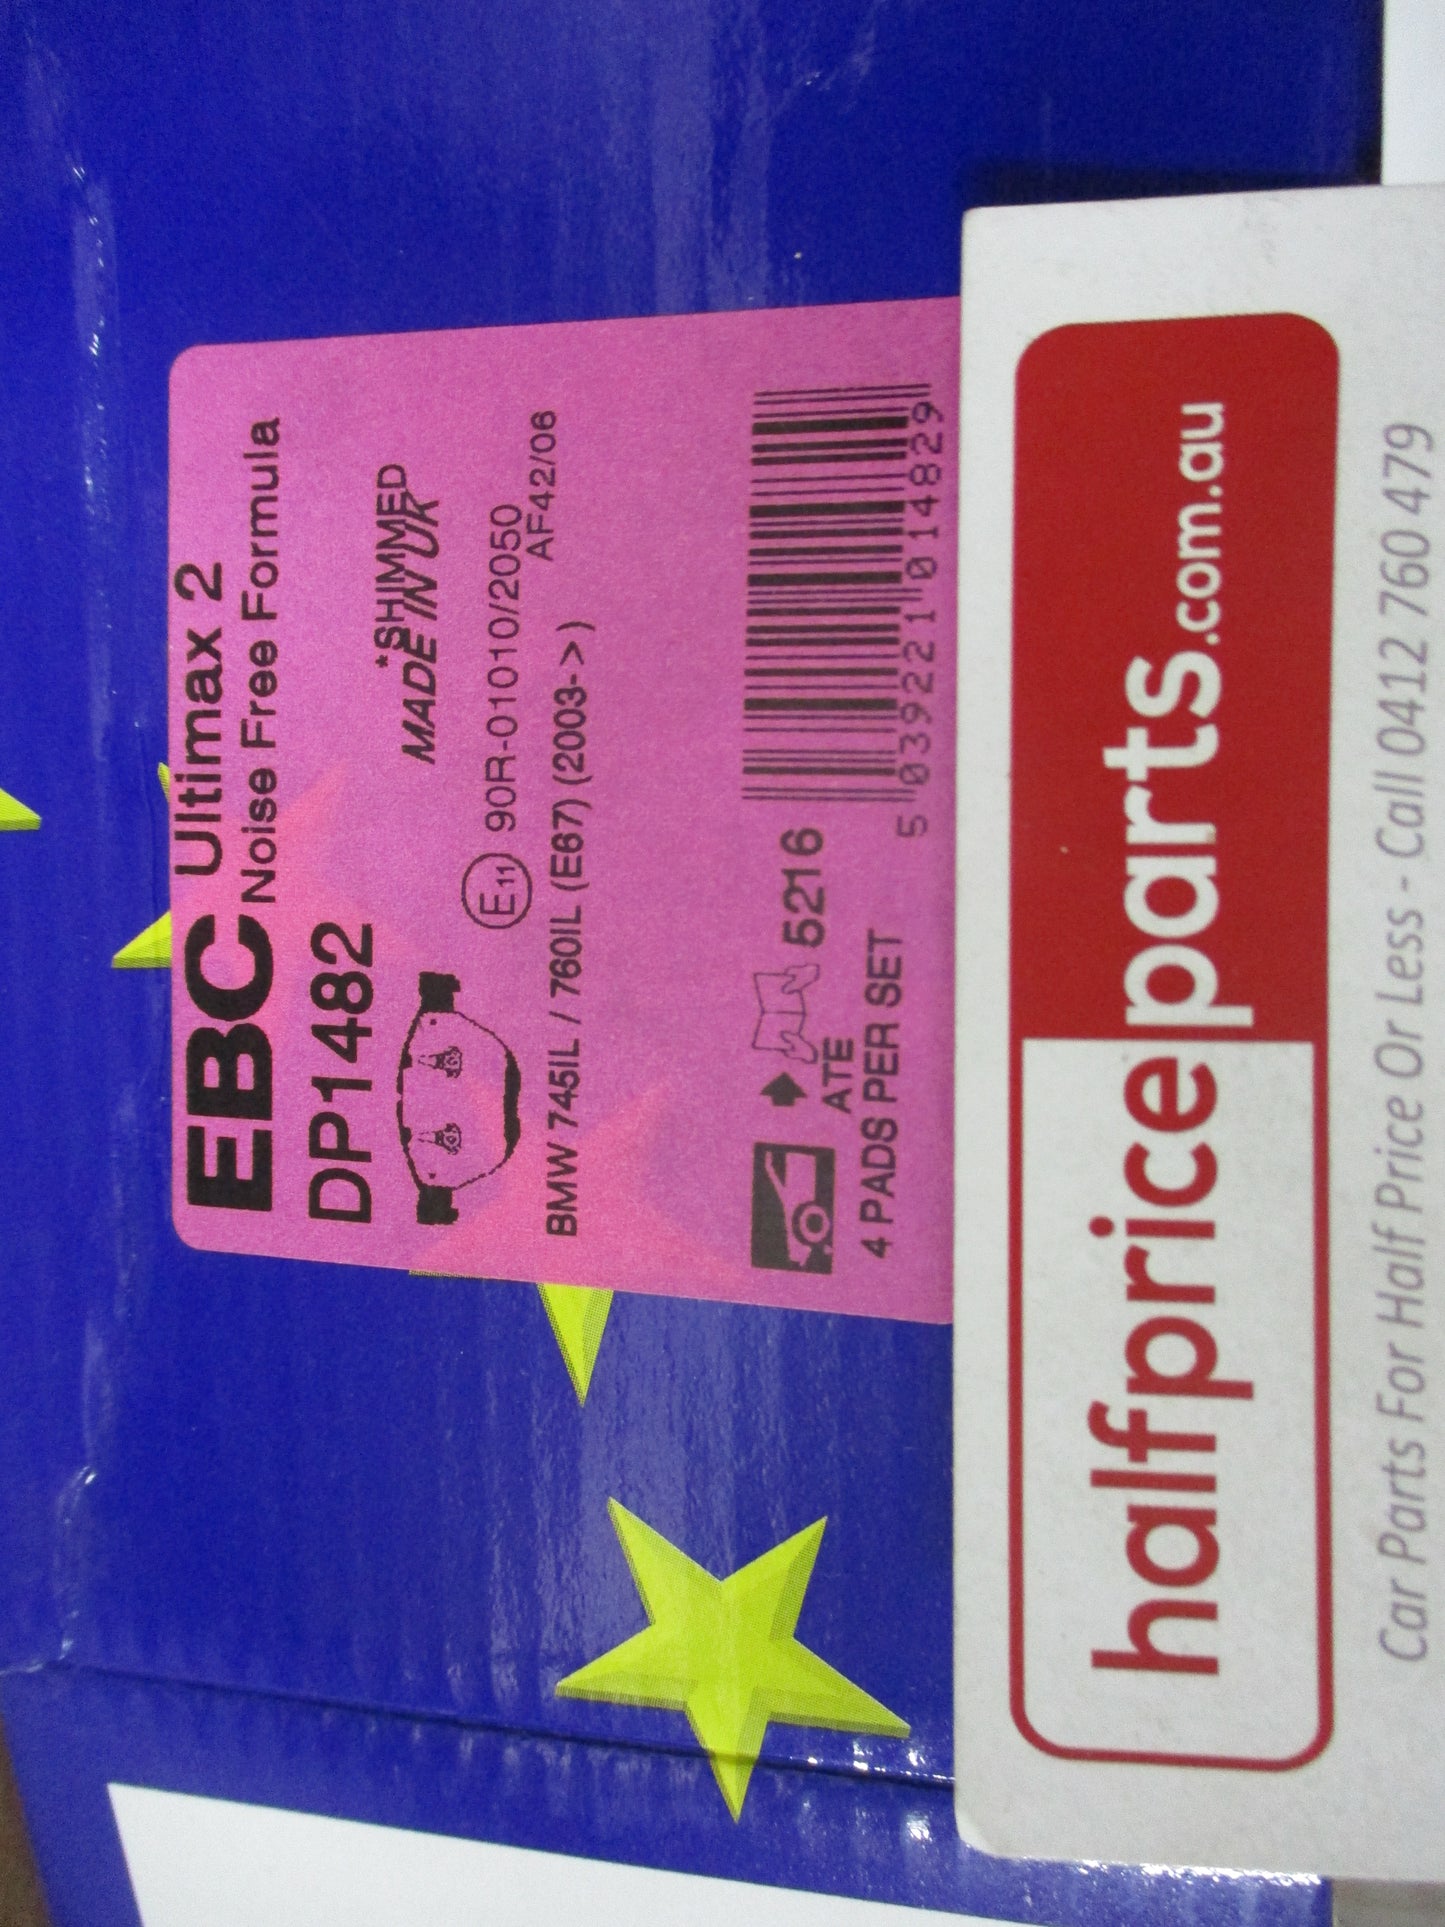 EBC Ultimax 2
Noise Free Formula
DP1482
*SHIMMED
MADE IN UK
E11 90R-01010/2050
AF42/06
BMW 745IL / 760IL (E67) (2003->)
5216
ATE
4 PADS PER SET
5 039221 014829
halfpriceparts.com.au
Car Parts For Half Price Or Less - Call 0412 760 479